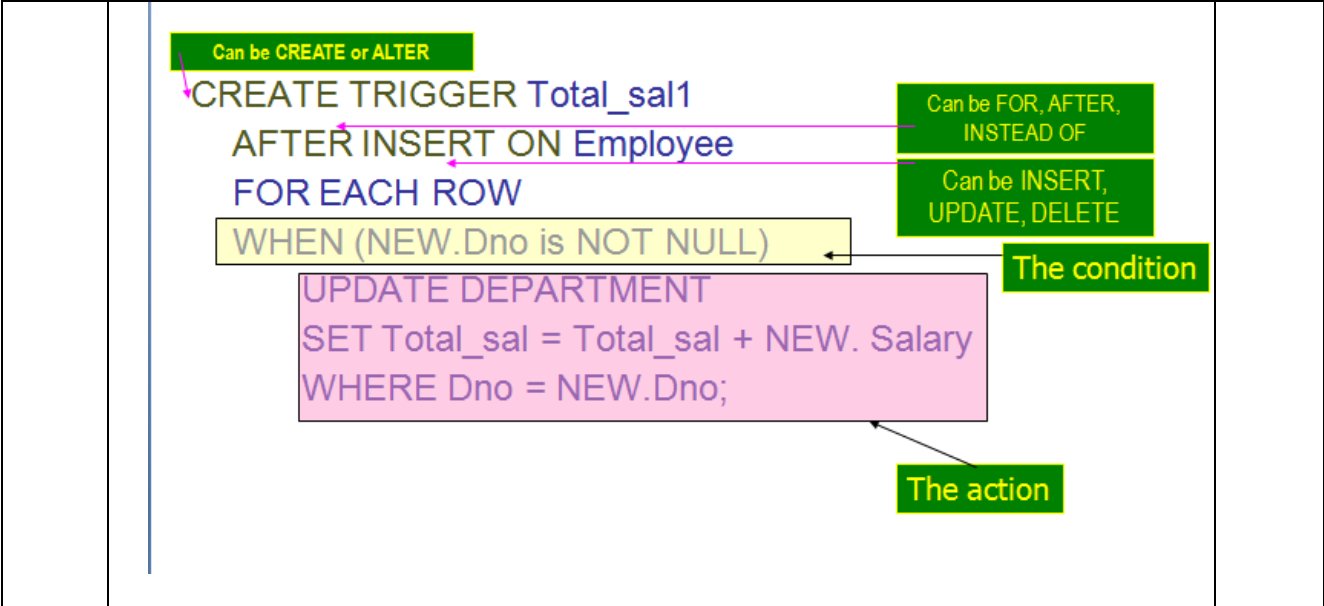 Can be CREATE or ALTER
CREATE TRIGGER Total_sal1
Can be FOR, AFTER,
INSTEAD OF
AFTER INSERT ON Employee
Can be INSERT,
UPDATE, DELETE
FOR EACH ROW
WHEN (NEW.Dno is NOT NULL)
The condition
UPDATE DEPARTMENT
SET Total_sal = Total_sal + NEW. Salary
WHERE Dno = NEW.Dno;
The action